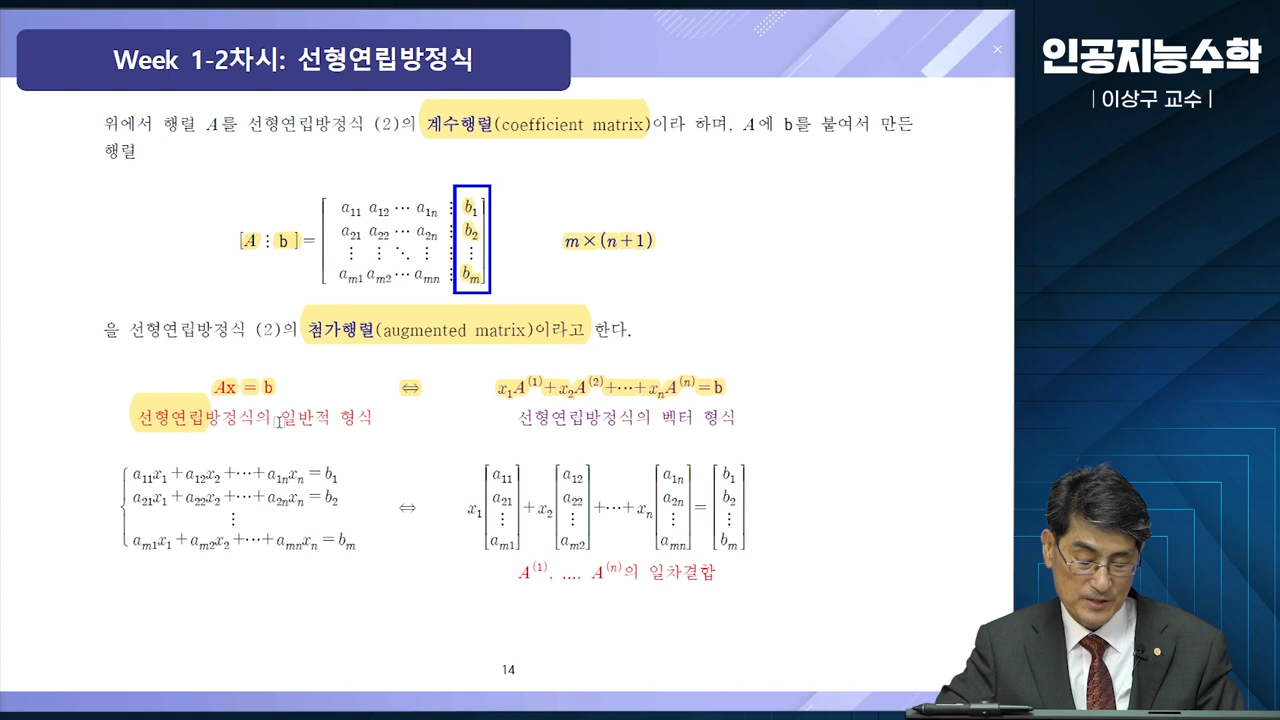 Week 1-2차시: 선형연립방정식
인공지능수학
| 이상구 교수 |
위에서 행렬 A를 선형연립방정식 (2)의 계수행렬(coefficient matrix)이라 하며, A에 b를 붙여서 만든
행렬
[A ⋮ b] = [a₁₁ a₁₂ ⋯ a₁ₙ ⋮ b₁
a₂₁ a₂₂ ⋯ a₂ₙ ⋮ b₂
⋮ ⋮ ⋱ ⋮ ⋮ ⋮
aₘ₁ aₘ₂ ⋯ aₘₙ ⋮ bₘ]
m×(n+1)
을 선형연립방정식 (2)의 첨가행렬(augmented matrix)이라고 한다.
Ax = b ⇔ x₁A⁽¹⁾+x₂A⁽²⁾+⋯+xₙA⁽ⁿ⁾=b
선형연립방정식의 일반적 형식 선형연립방정식의 벡터 형식
{a₁₁x₁+a₁₂x₂+⋯+a₁ₙxₙ=b₁
a₂₁x₁+a₂₂x₂+⋯+a₂ₙxₙ=b₂
⋮
aₘ₁x₁+aₘ₂x₂+⋯+aₘₙxₙ=bₘ
⇔ x₁[a₁₁ a₂₁ ⋮ aₘ₁]+x₂[a₁₂ a₂₂ ⋮ aₘ₂]+⋯+xₙ[a₁ₙ a₂ₙ ⋮ aₘₙ]=[b₁ b₂ ⋮ bₘ]
A⁽¹⁾, ..., A⁽ⁿ⁾의 일차결합
14